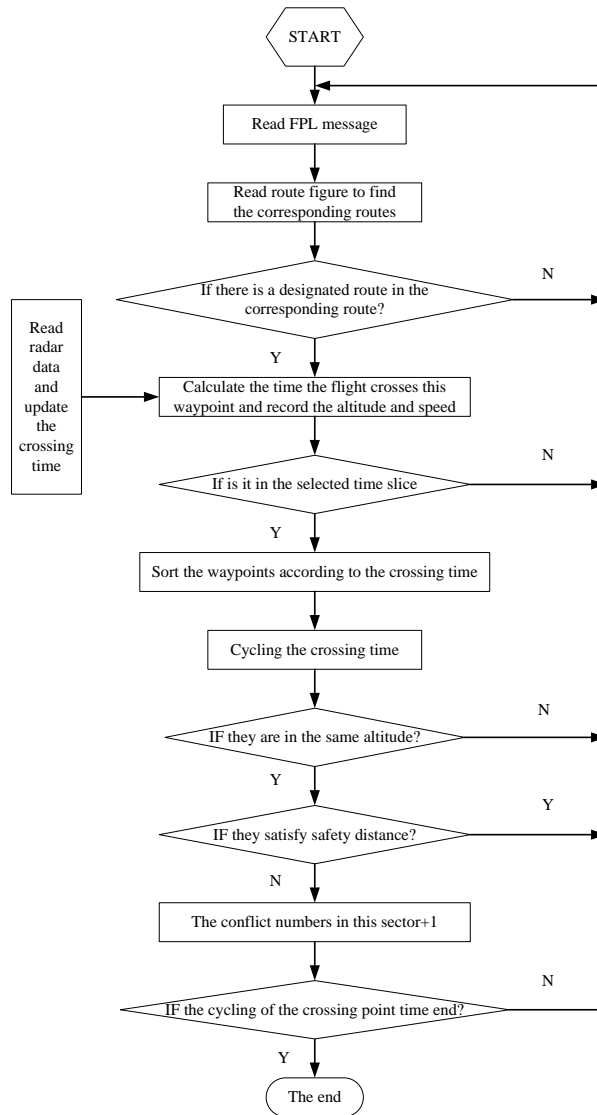 START
Read FPL message
Read route figure to find
the corresponding routes
If there is a designated route in the
corresponding route?
N
Y
Read
radar
data
and
update
the
crossing
time
Calculate the time the flight crosses this
waypoint and record the altitude and speed
If is it in the selected time slice
N
Y
Sort the waypoints according to the crossing time
Cycling the crossing time
IF they are in the same altitude?
N
Y
IF they satisfy safety distance?
Y
N
The conflict numbers in this sector+1
IF the cycling of the crossing point time end?
N
Y
The end